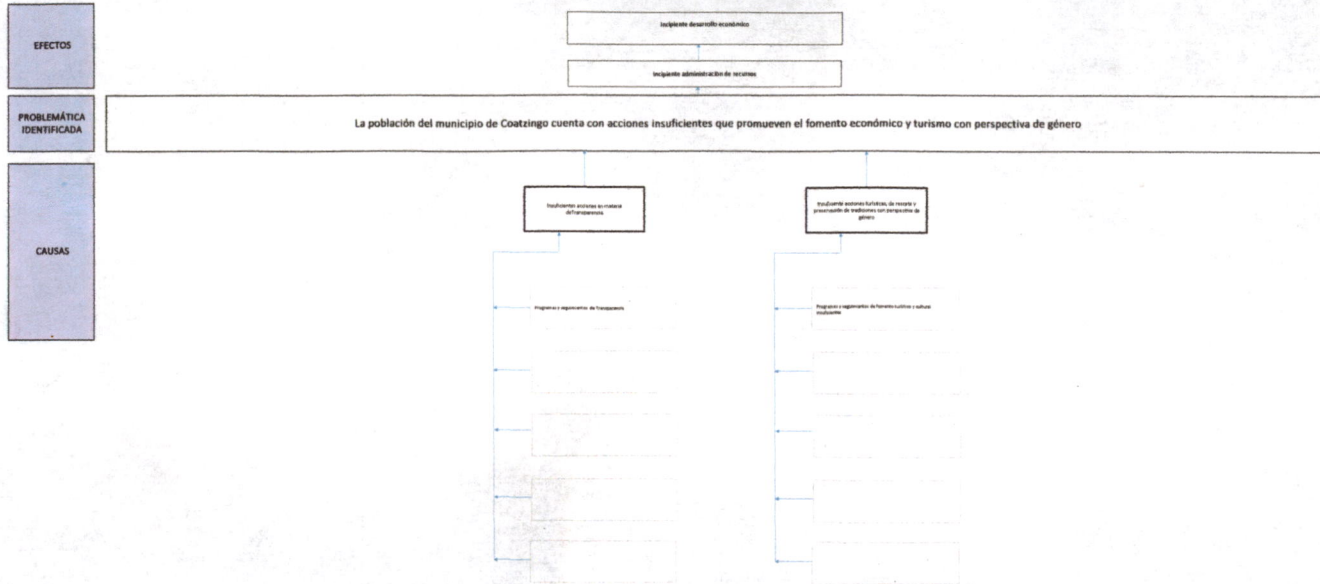 EFECTOS
Incipiente desarrollo económico
Incipiente administración de recursos
PROBLEMÁTICA
IDENTIFICADA
La población del municipio de Coatzingo cuenta con acciones insuficientes que promueven el fomento económico y turismo con perspectiva de género
CAUSAS
Insuficientes acciones en materia
deTransparencia
Insuficiente acciones turísticas, de rescate y
preservación de tradiciones con perspectiva de
género
Programas y seguimientos de Transparencia
Programas y seguimientos de fomento turístico y cultural
insuficiente